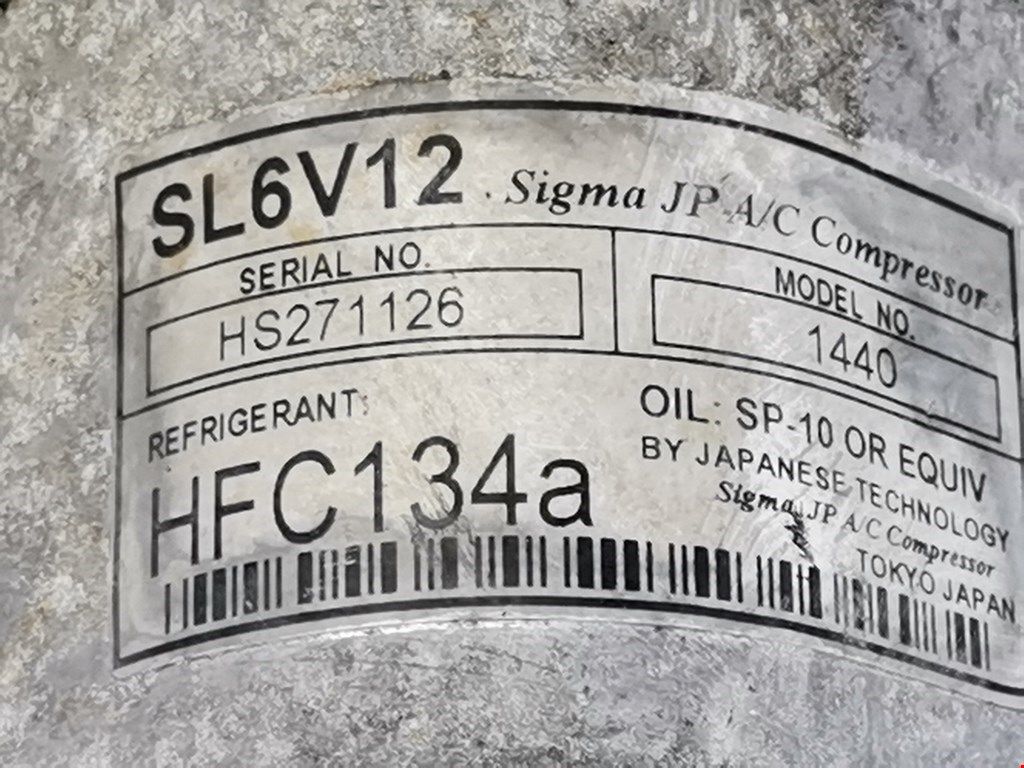 SL6V12 . Sigma JP A/C Compressor
SERIAL NO.
HS271126
MODEL NO.
1440
REFRIGERANT:
HFC134a
OIL: SP-10 OR EQUIV
BY JAPANESE TECHNOLOGY
Sigma JP A/C Compressor
TOKYO JAPAN